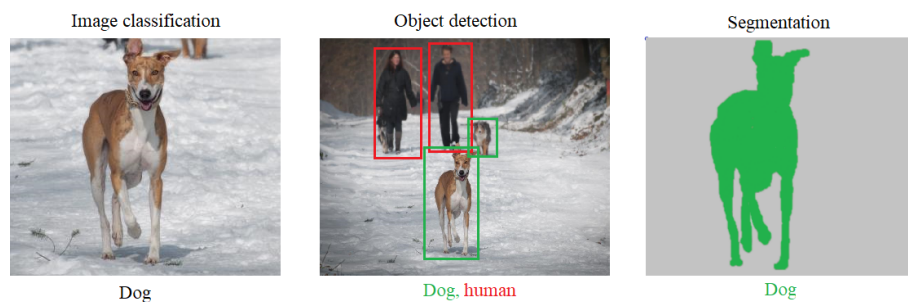 Image classification
Object detection
Segmentation
Dog
Dog, human
Dog